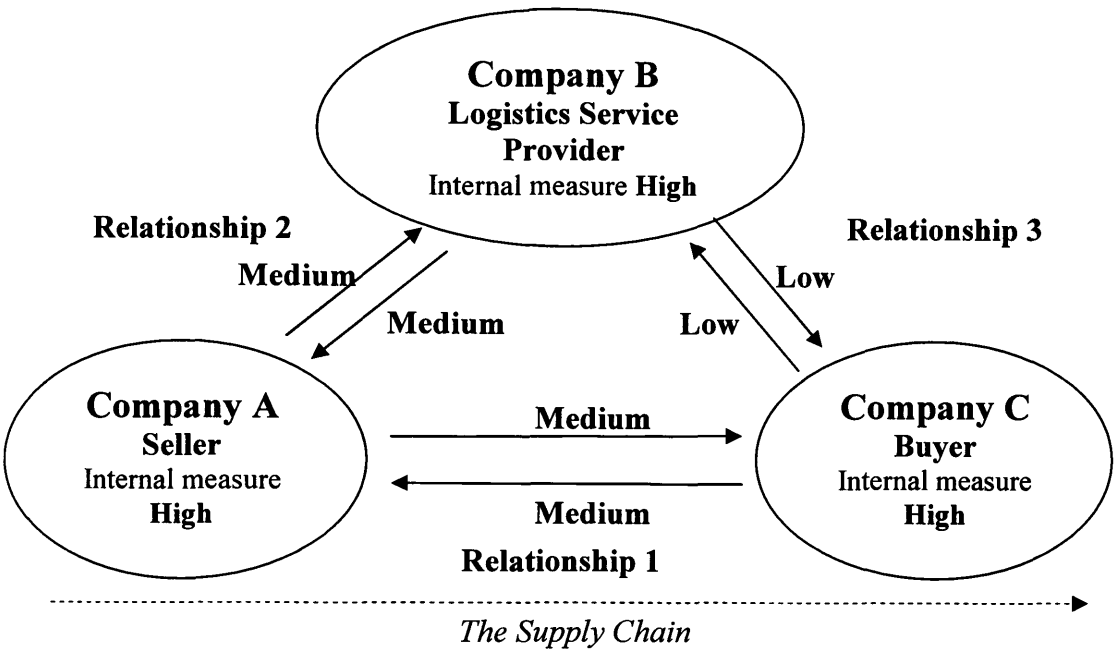 Company B
Logistics Service
Provider
Internal measure High
Relationship 2
Relationship 3
Medium
Low
Medium
Low
Company A
Seller
Internal measure
High
Medium
Company C
Buyer
Internal measure
High
Medium
Relationship 1
The Supply Chain